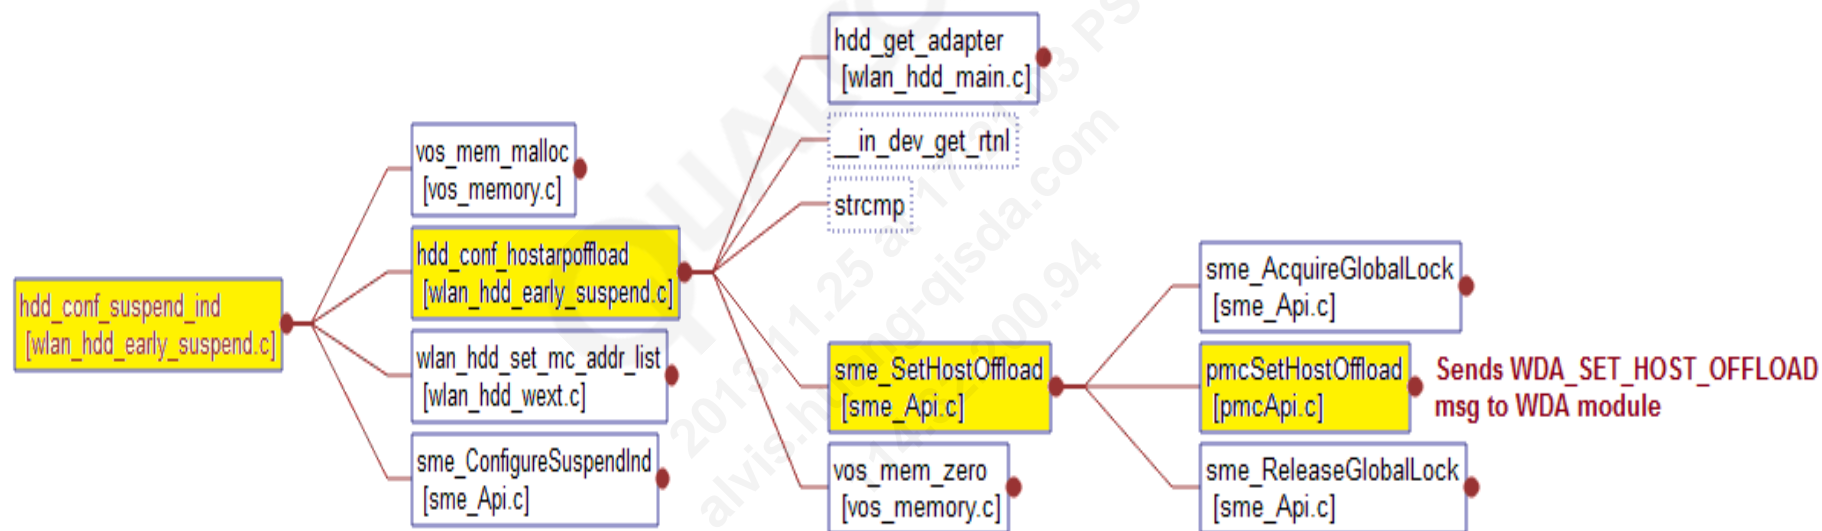 hdd_get_adapter
[wlan_hdd_main.c]
__in_dev_get_rtnl
strcmp
vos_mem_malloc
[vos_memory.c]
hdd_conf_hostarpoffload
[wlan_hdd_early_suspend.c]
hdd_conf_suspend_ind
[wlan_hdd_early_suspend.c]
wlan_hdd_set_mc_addr_list
[wlan_hdd_wext.c]
sme_ConfigureSuspendInd
[sme_Api.c]
sme_SetHostOffload
[sme_Api.c]
vos_mem_zero
[vos_memory.c]
sme_AcquireGlobalLock
[sme_Api.c]
pmcSetHostOffload
[pmcApi.c]
Sends WDA_SET_HOST_OFFLOAD
msg to WDA module
sme_ReleaseGlobalLock
[sme_Api.c]